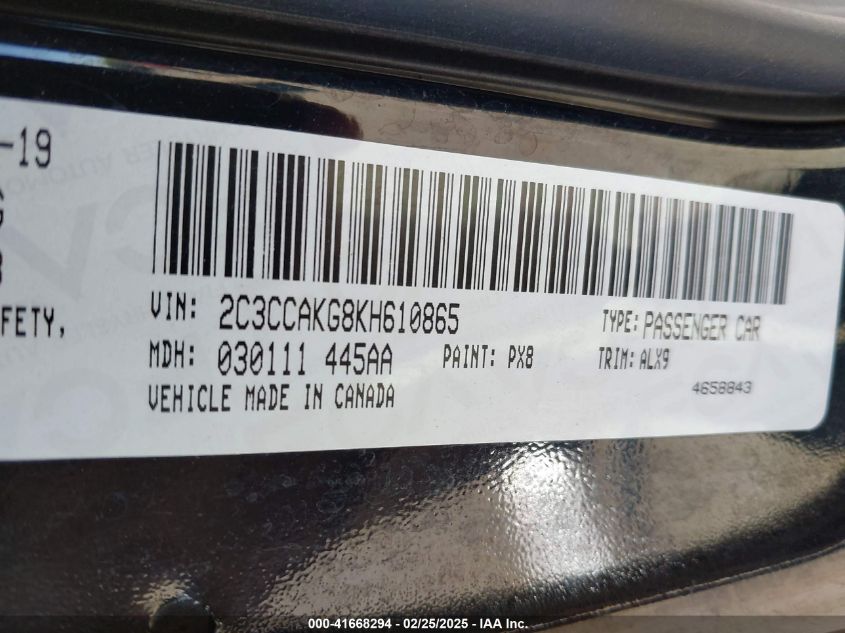 -19
FETY,
VIN: 2C3CCAKG8KH610865 TYPE: PASSENGER CAR
MDH: 030111 445AA PAINT: PX8 TRIM: ALX9
VEHICLE MADE IN CANADA 4658843
000-41668294 - 02/25/2025 - IAA Inc.